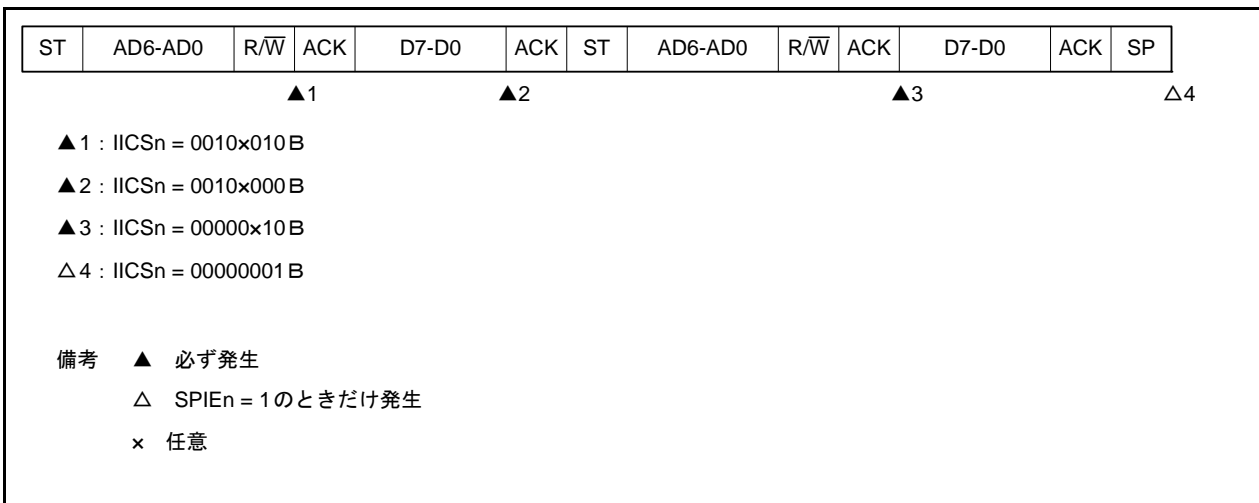 ST AD6-AD0 R/W̅ ACK D7-D0 ACK ST AD6-AD0 R/W̅ ACK D7-D0 ACK SP
▲1 ▲2 ▲3 △4
▲1：IICSn = 0010×010B
▲2：IICSn = 0010×000B
▲3：IICSn = 00000×10B
△4：IICSn = 00000001B
備考 ▲ 必ず発生
△ SPIEn = 1のときだけ発生
× 任意